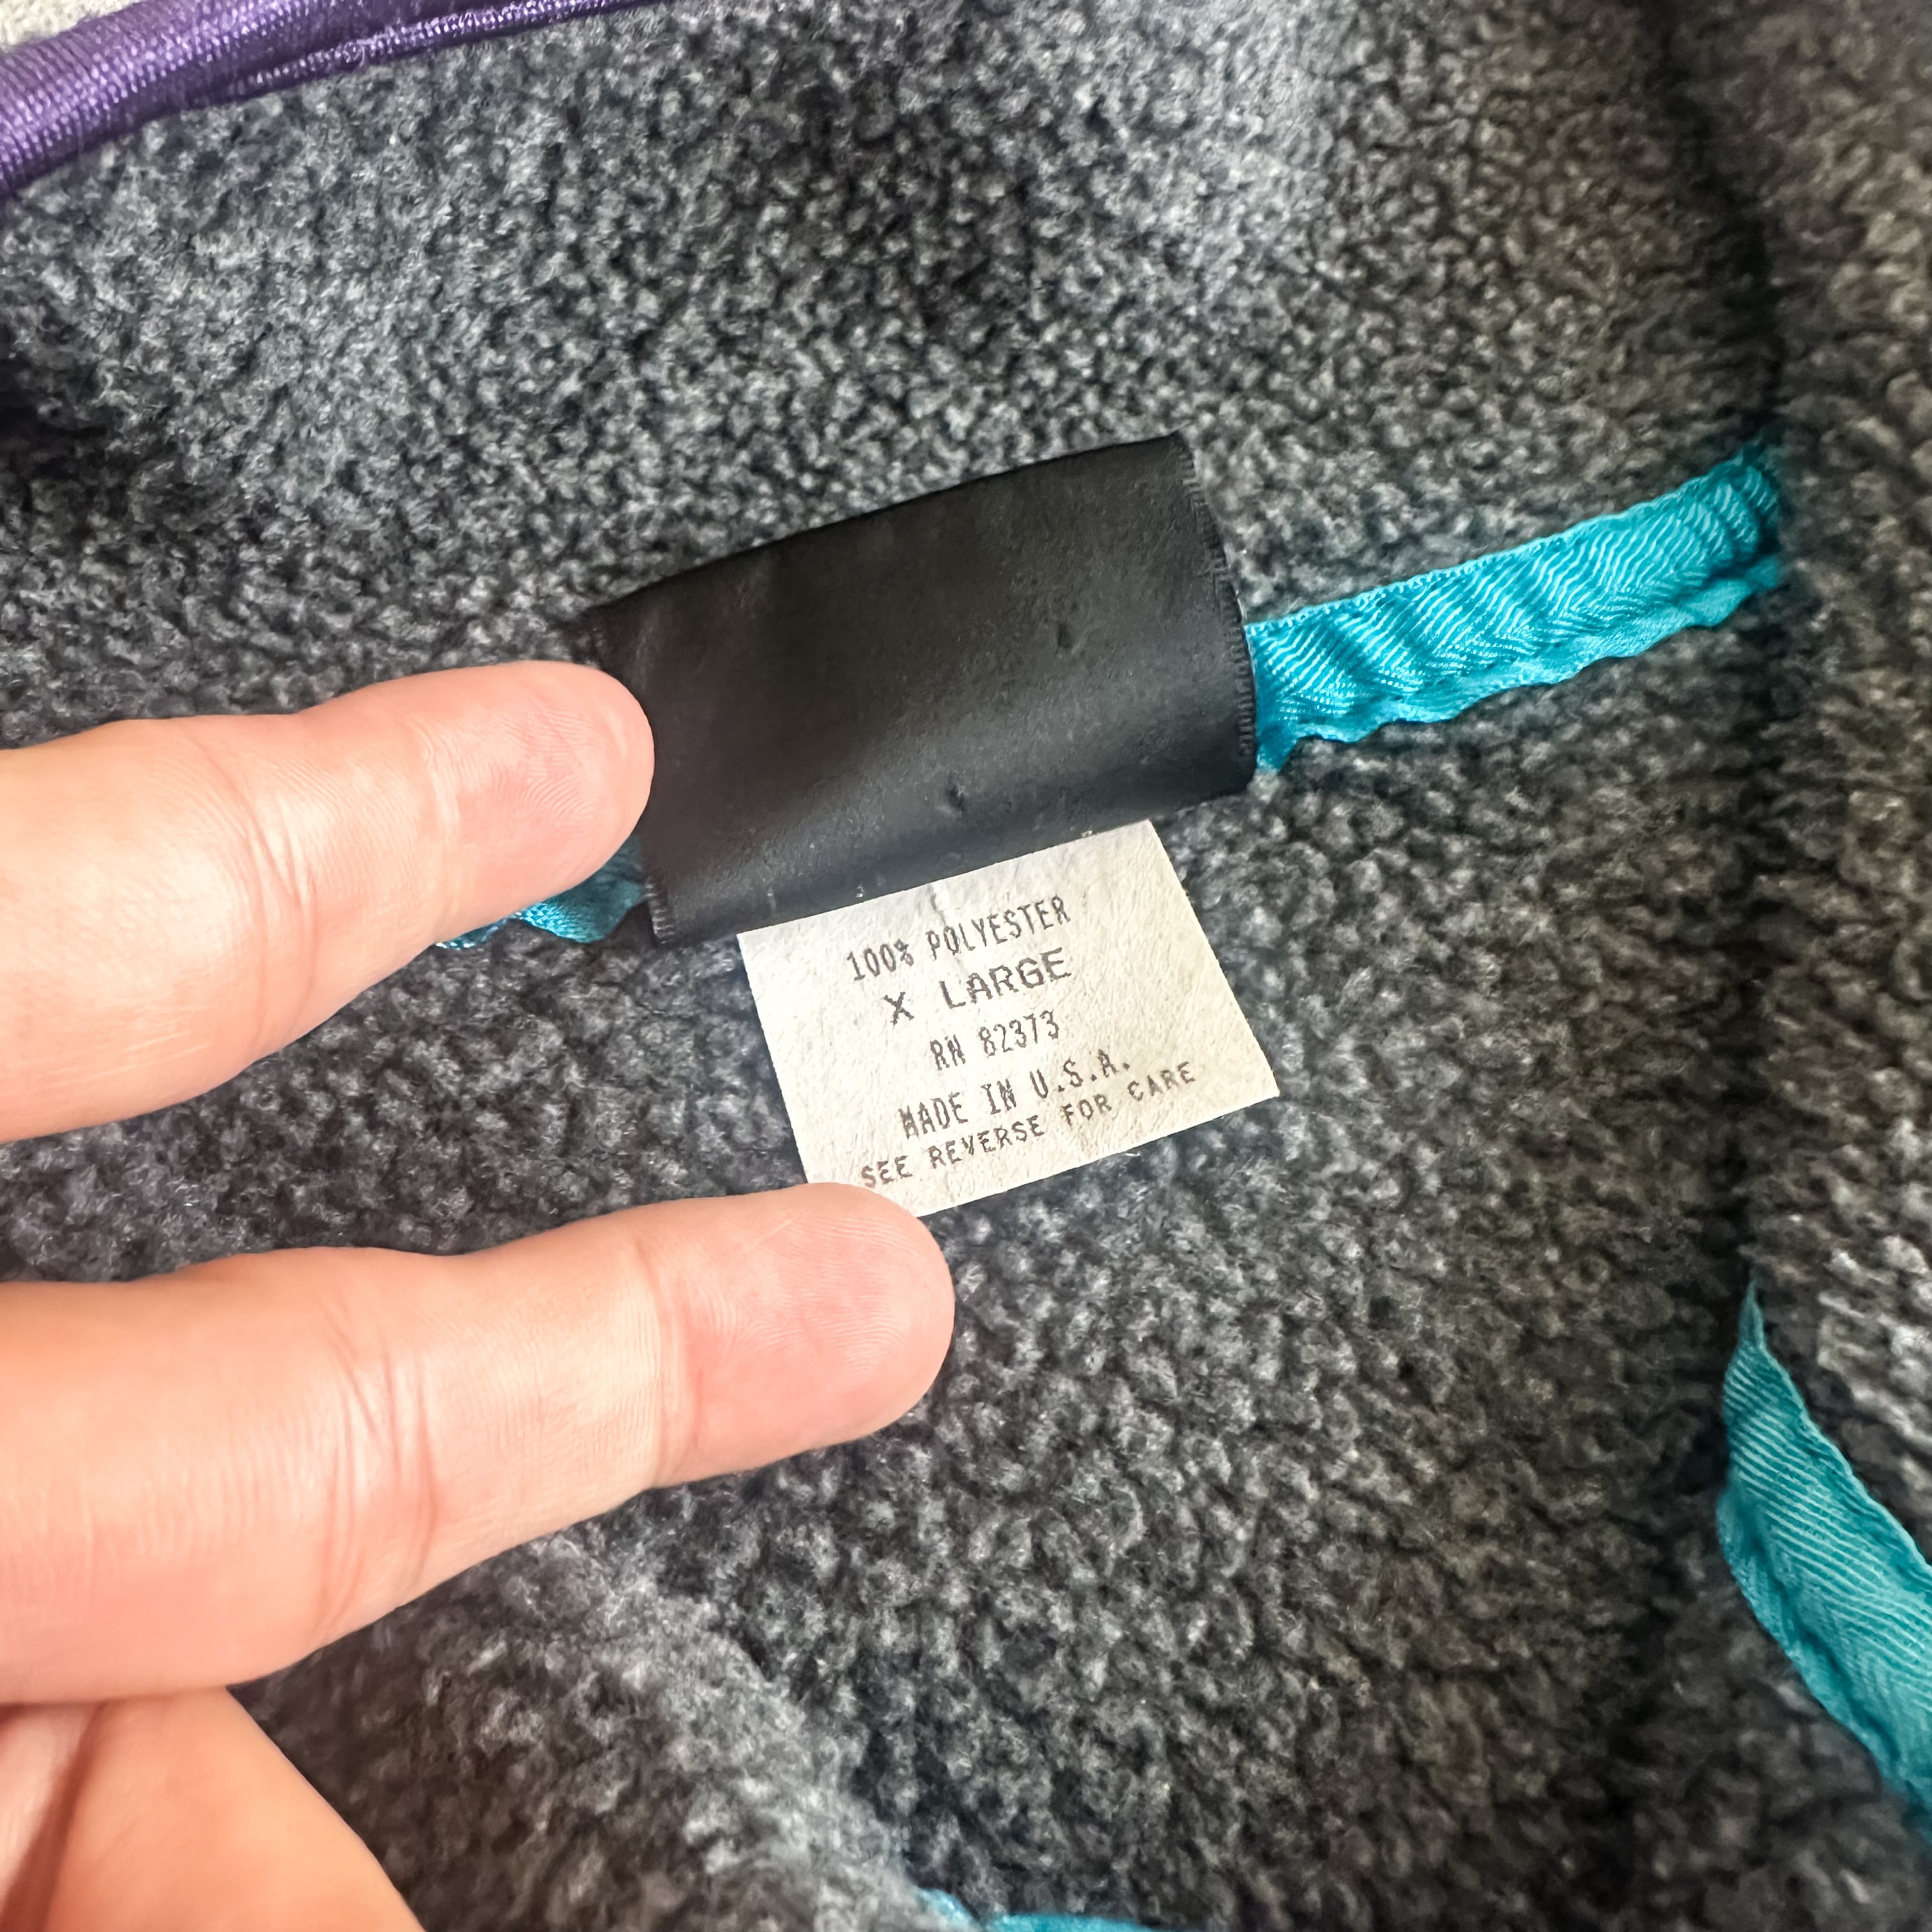 100% POLYESTER
X LARGE
RN 82373
MADE IN U.S.A.
SEE REVERSE FOR CARE